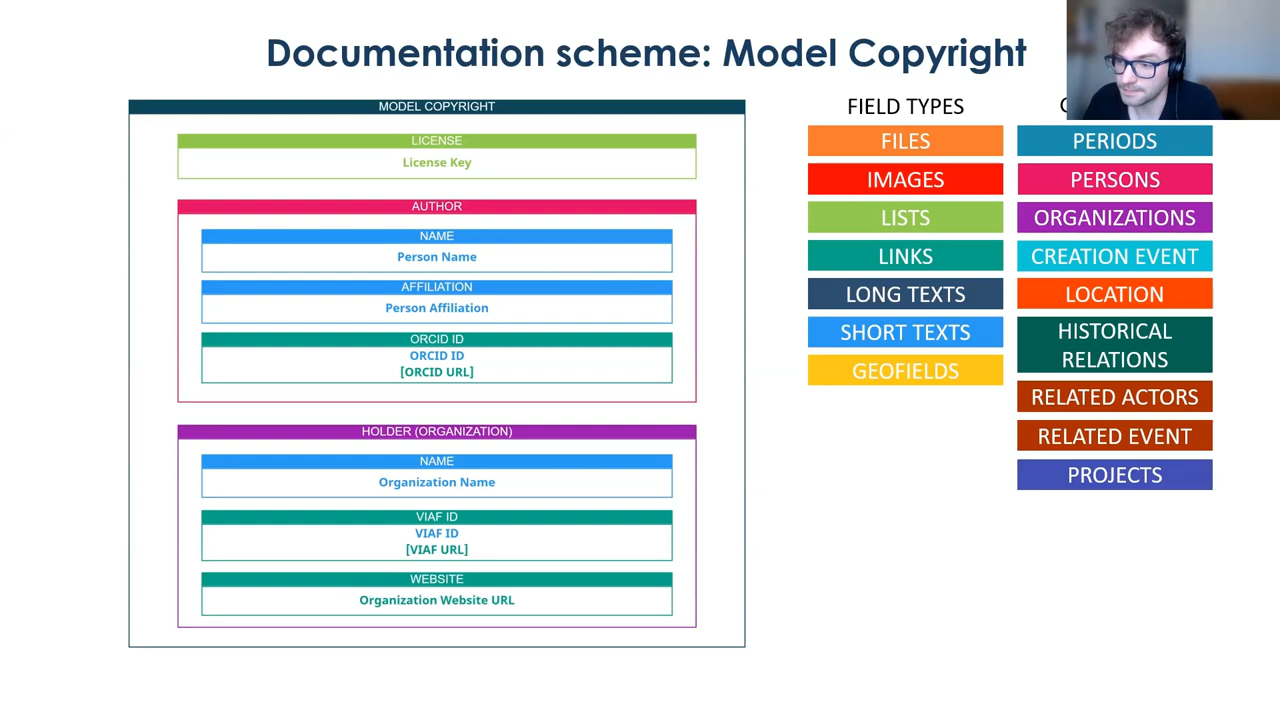 Documentation scheme: Model Copyright
MODEL COPYRIGHT
LICENSE
License Key
AUTHOR
NAME
Person Name
AFFILIATION
Person Affiliation
ORCID ID
ORCID ID
[ORCID URL]
HOLDER (ORGANIZATION)
NAME
Organization Name
VIAF ID
VIAF ID
[VIAF URL]
WEBSITE
Organization Website URL
FIELD TYPES
FILES
IMAGES
LISTS
LINKS
LONG TEXTS
SHORT TEXTS
GEOFIELDS
PERIODS
PERSONS
ORGANIZATIONS
CREATION EVENT
LOCATION
HISTORICAL
RELATIONS
RELATED ACTORS
RELATED EVENT
PROJECTS